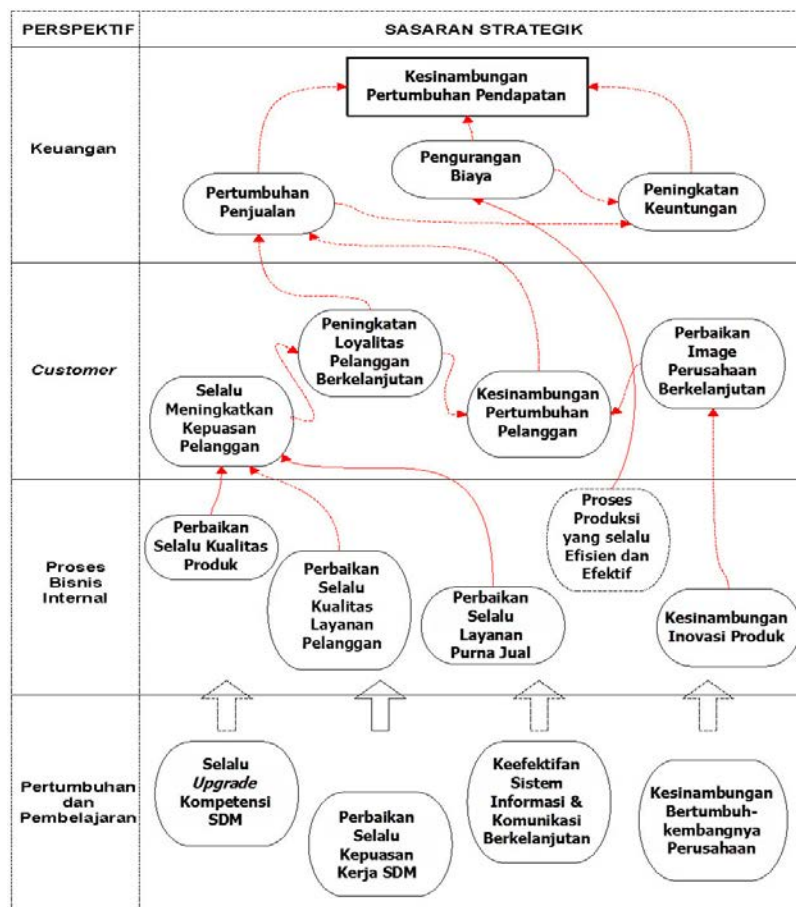 PERSPEKTIF
SASARAN STRATEGIK
Keuangan
Kesinambungan
Pertumbuhan Pendapatan
Pertumbuhan
Penjualan
Pengurangan
Biaya
Peningkatan
Keuntungan
Customer
Selalu
Meningkatkan
Kepuasan
Pelanggan
Peningkatan
Loyalitas
Pelanggan
Berkelanjutan
Kesinambungan
Pertumbuhan
Pelanggan
Perbaikan
Image
Perusahaan
Berkelanjutan
Proses
Bisnis
Internal
Perbaikan
Selalu Kualitas
Produk
Perbaikan
Selalu
Kualitas
Layanan
Pelanggan
Perbaikan
Selalu
Layanan
Purna Jual
Proses
Produksi
yang selalu
Efisien dan
Efektif
Kesinambungan
Inovasi Produk
Pertumbuhan
dan
Pembelajaran
Selalu
Upgrade
Kompetensi
SDM
Perbaikan
Selalu
Kepuasan
Kerja SDM
Keefektifan
Sistem
Informasi &
Komunikasi
Berkelanjutan
Kesinambungan
Bertumbuh-
kembangnya
Perusahaan